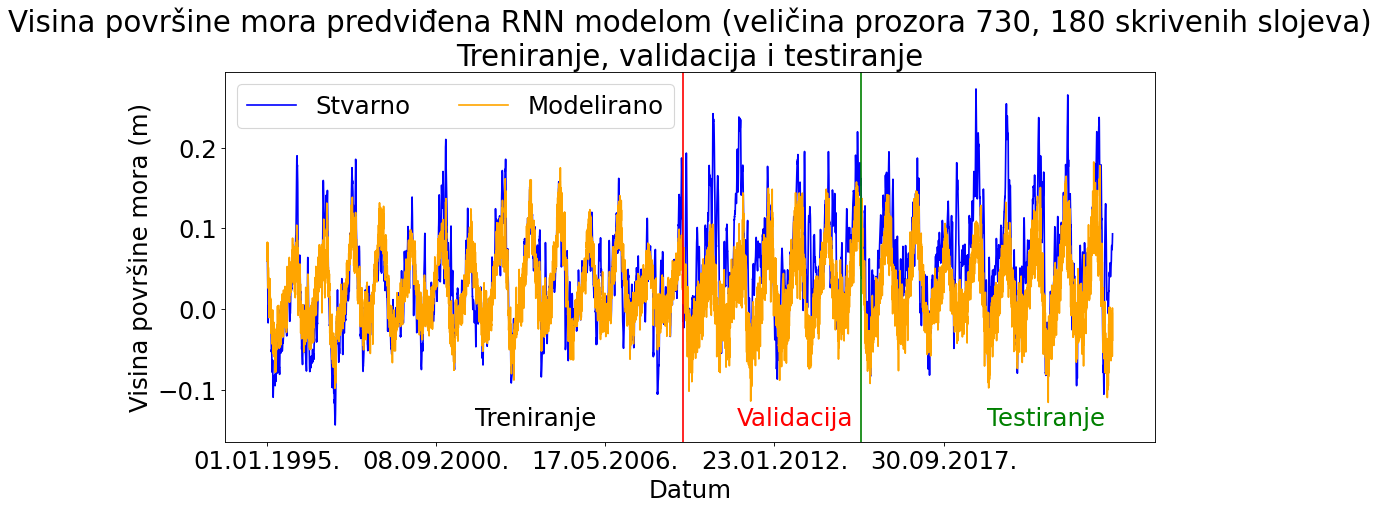 Visina površine mora predviđena RNN modelom (veličina prozora 730, 180 skrivenih slojeva)
Treniranje, validacija i testiranje
Stvarno
Modelirano
Visina površine mora (m)
0.2
0.1
0.0
−0.1
Treniranje
Validacija
Testiranje
01.01.1995.
08.09.2000.
17.05.2006.
23.01.2012.
30.09.2017.
Datum